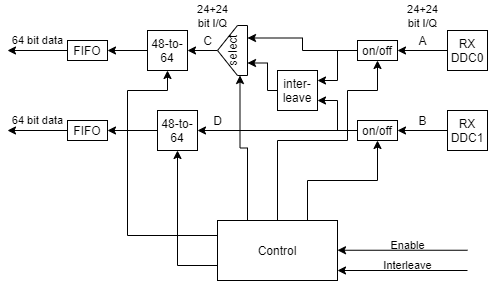 24+24
bit I/Q
24+24
bit I/Q
64 bit data
FIFO
48-to-
64
C
select
on/off
A
RX
DDC0
inter-
leave
64 bit data
FIFO
48-to-
64
D
on/off
B
RX
DDC1
Control
Enable
Interleave